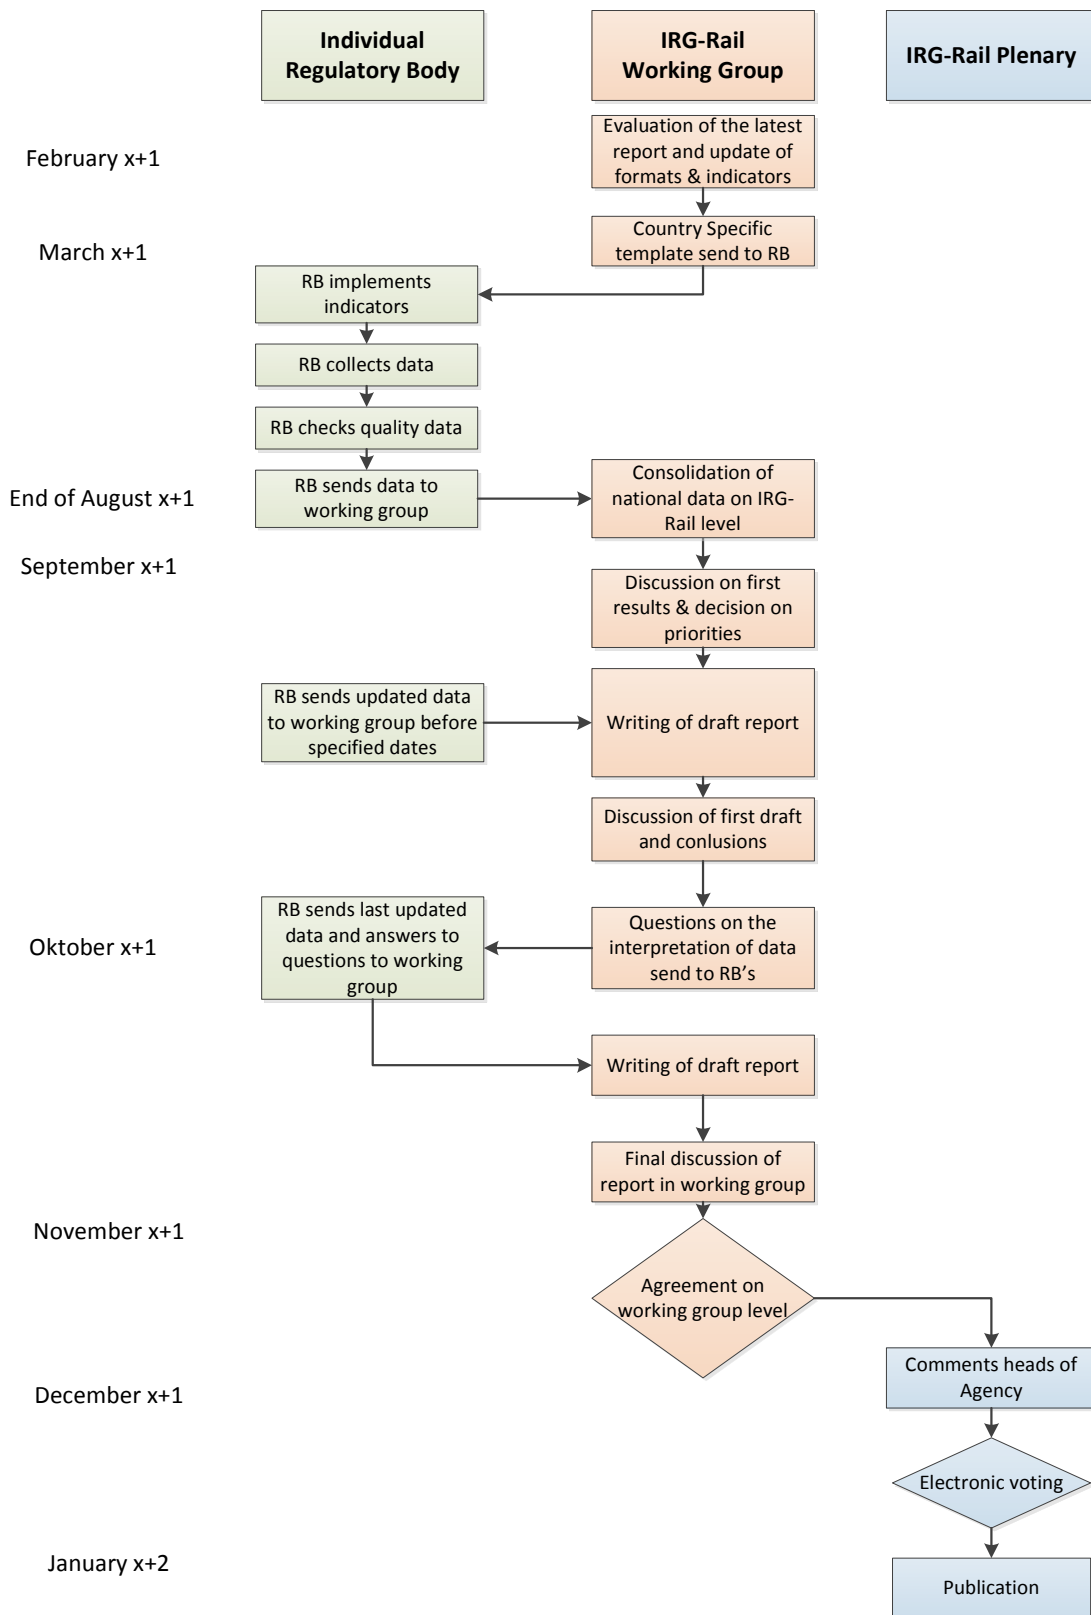 Individual
Regulatory Body
IRG-Rail
Working Group
IRG-Rail Plenary
February x+1
Evaluation of the latest
report and update of
formats & indicators
March x+1
Country Specific
template send to RB
RB implements
indicators
RB collects data
RB checks quality data
End of August x+1
RB sends data to
working group
Consolidation of
national data on IRG-
Rail level
September x+1
Discussion on first
results & decision on
priorities
RB sends updated data
to working group before
specified dates
Writing of draft report
Discussion of first draft
and conlusions
Oktober x+1
RB sends last updated
data and answers to
questions to working
group
Questions on the
interpretation of data
send to RB's
Writing of draft report
Final discussion of
report in working group
November x+1
Agreement on
working group level
Comments heads of
Agency
December x+1
Electronic voting
January x+2
Publication